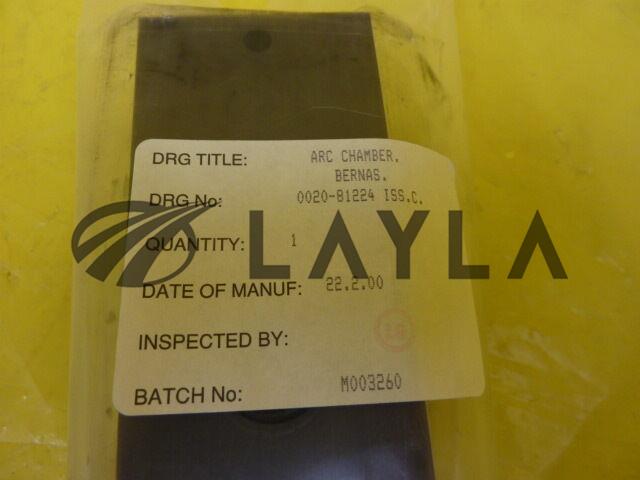 DRG TITLE: ARC CHAMBER.
BERNAS.
DRG No: 0020-81224 ISS.C.
QUANTITY: 1
LAYLA
DATE OF MANUF: 22.2.00
INSPECTED BY:
BATCH No: M003260